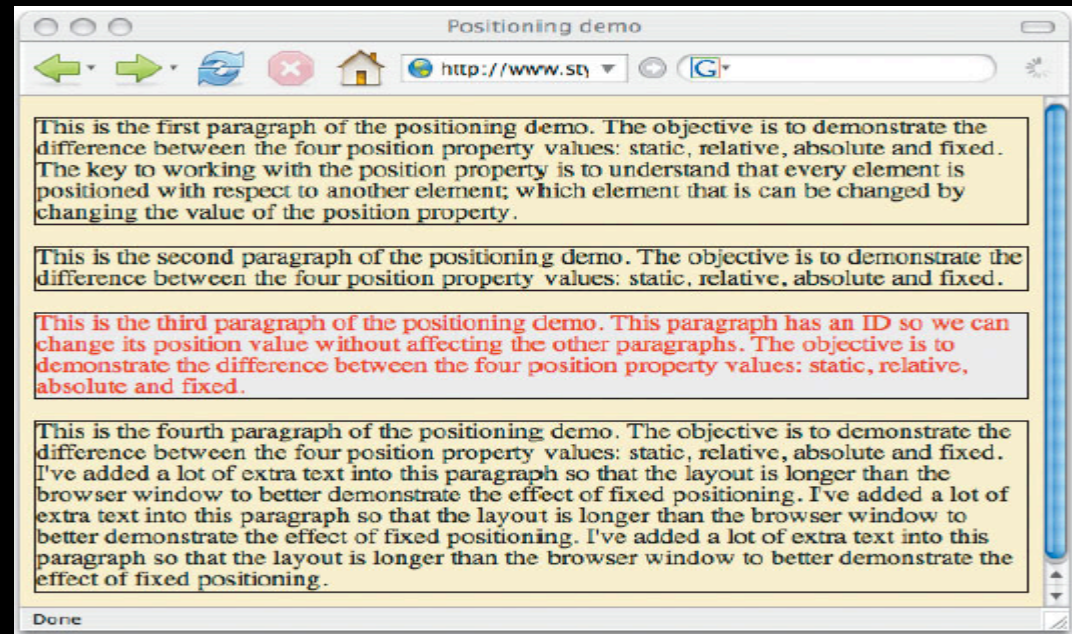 Positioning demo
http://www.sty
G
This is the first paragraph of the positioning demo. The objective is to demonstrate the
difference between the four position property values: static, relative, absolute and fixed.
The key to working with the position property is to understand that every element is
positioned with respect to another element; which element that is can be changed by
changing the value of the position property.
This is the second paragraph of the positioning demo. The objective is to demonstrate the
difference between the four position property values: static, relative, absolute and fixed.
This is the third paragraph of the positioning demo. This paragraph has an ID so we can
change its position value without affecting the other paragraphs. The objective is to
demonstrate the difference between the four position property values: static, relative,
absolute and fixed.
This is the fourth paragraph of the positioning demo. The objective is to demonstrate the
difference between the four position property values: static, relative, absolute and fixed.
I've added a lot of extra text into this paragraph so that the layout is longer than the
browser window to better demonstrate the effect of fixed positioning. I've added a lot of
extra text into this paragraph so that the layout is longer than the browser window to
better demonstrate the effect of fixed positioning. I've added a lot of extra text into this
paragraph so that the layout is longer than the browser window to better demonstrate the
effect of fixed positioning.
Done